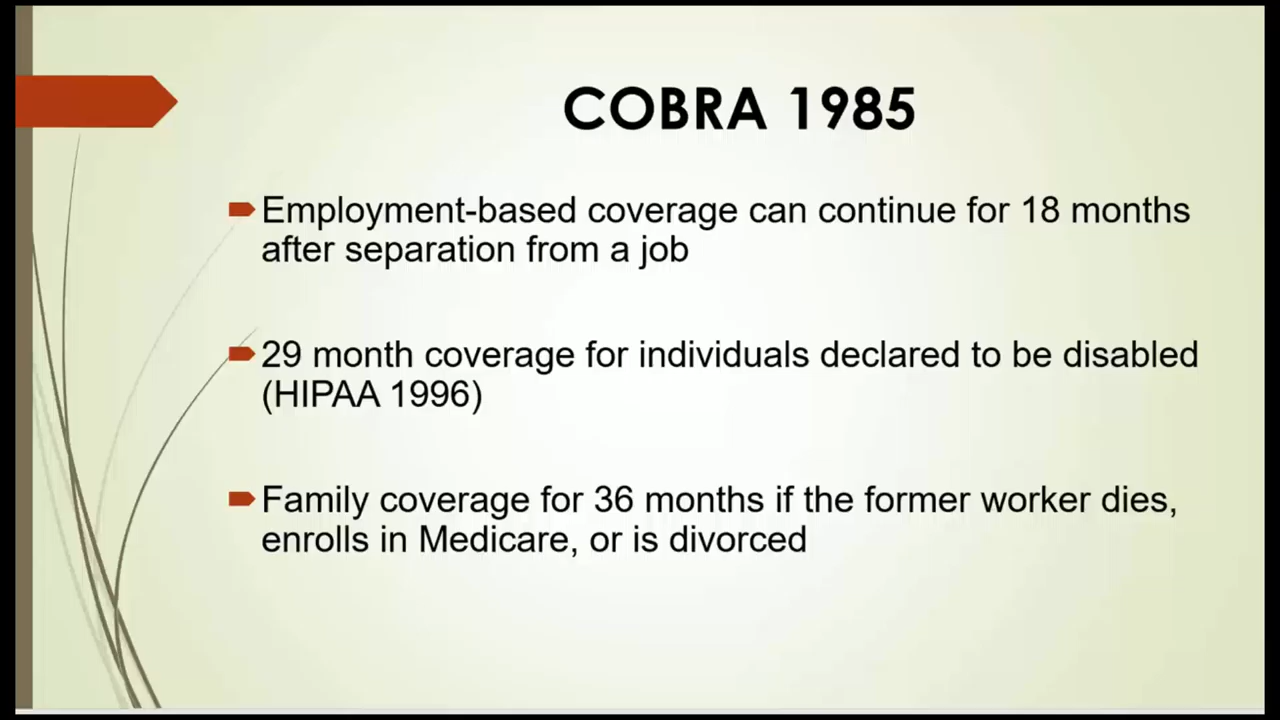 COBRA 1985
Employment-based coverage can continue for 18 months
after separation from a job
29 month coverage for individuals declared to be disabled
(HIPAA 1996)
Family coverage for 36 months if the former worker dies,
enrolls in Medicare, or is divorced